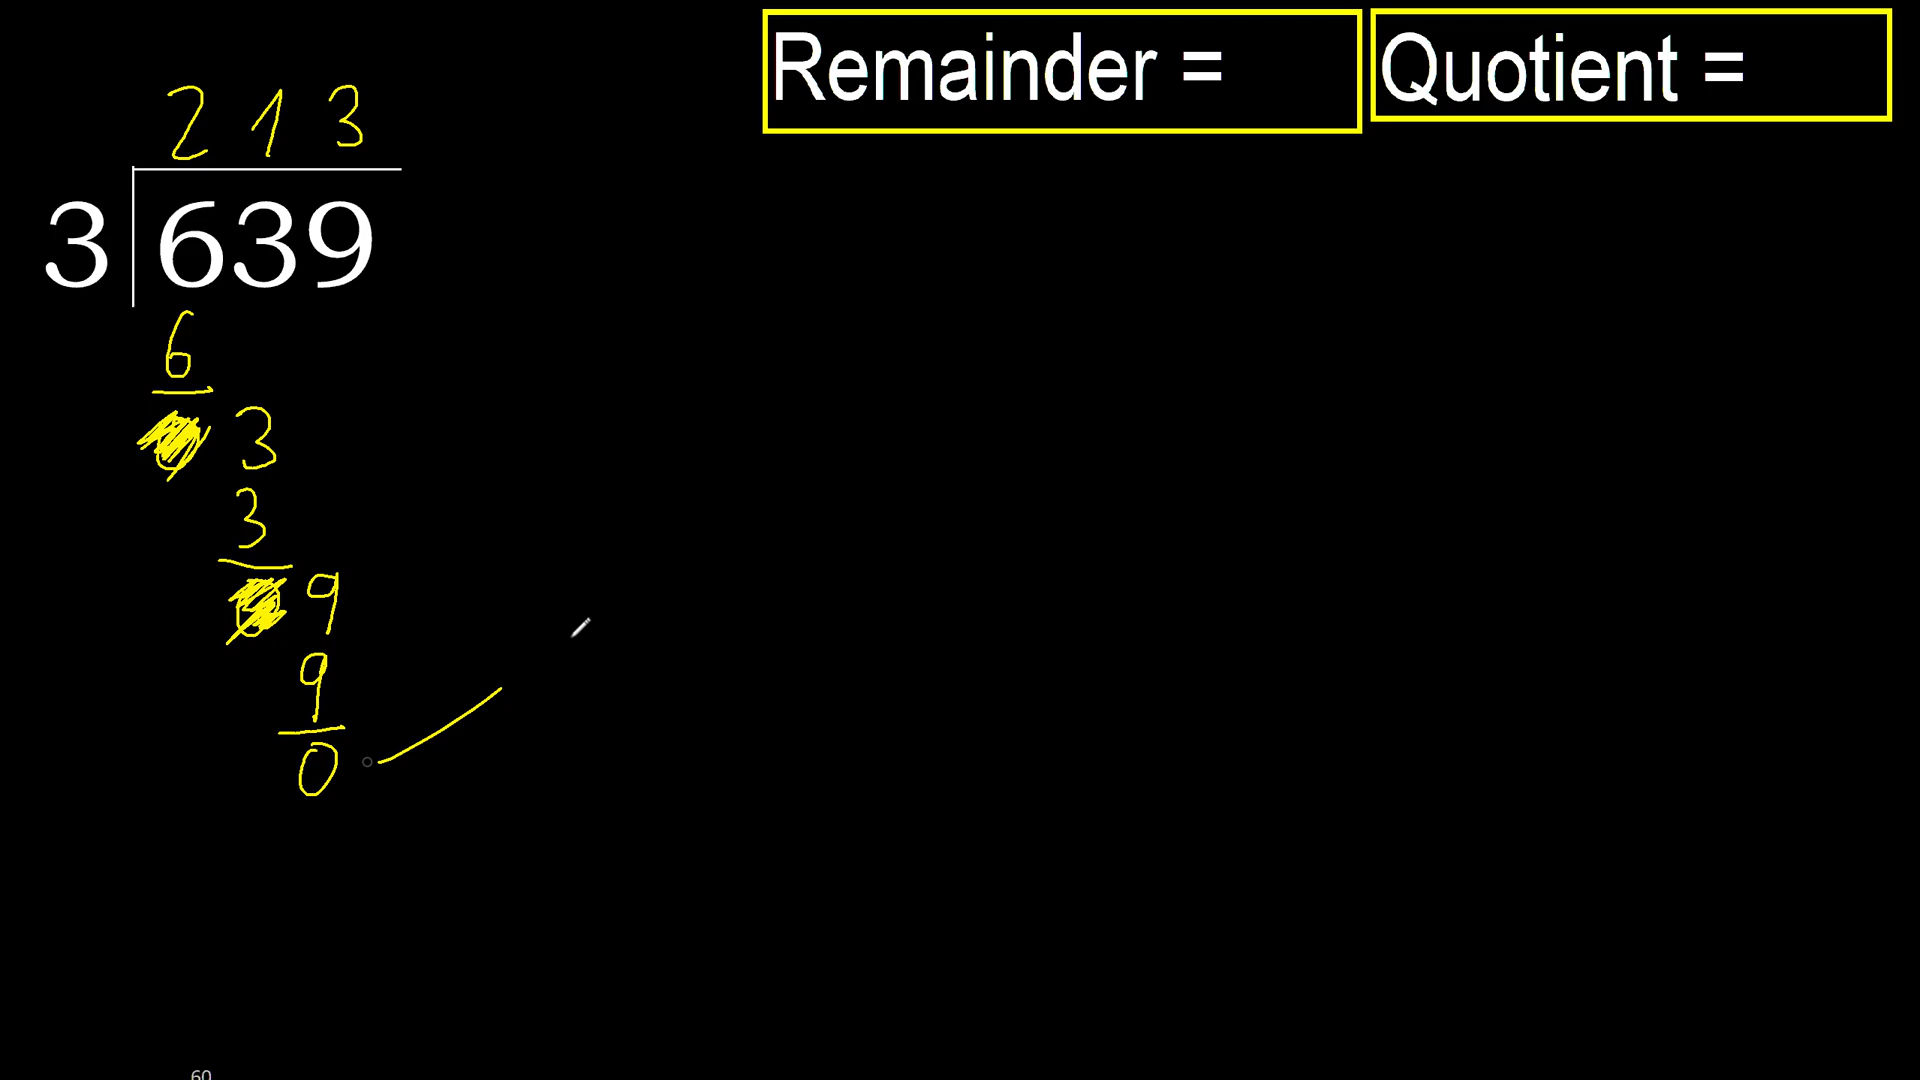 Remainder =
Quotient =
2 1 3
3 639
6
3
3
9
9
0
60